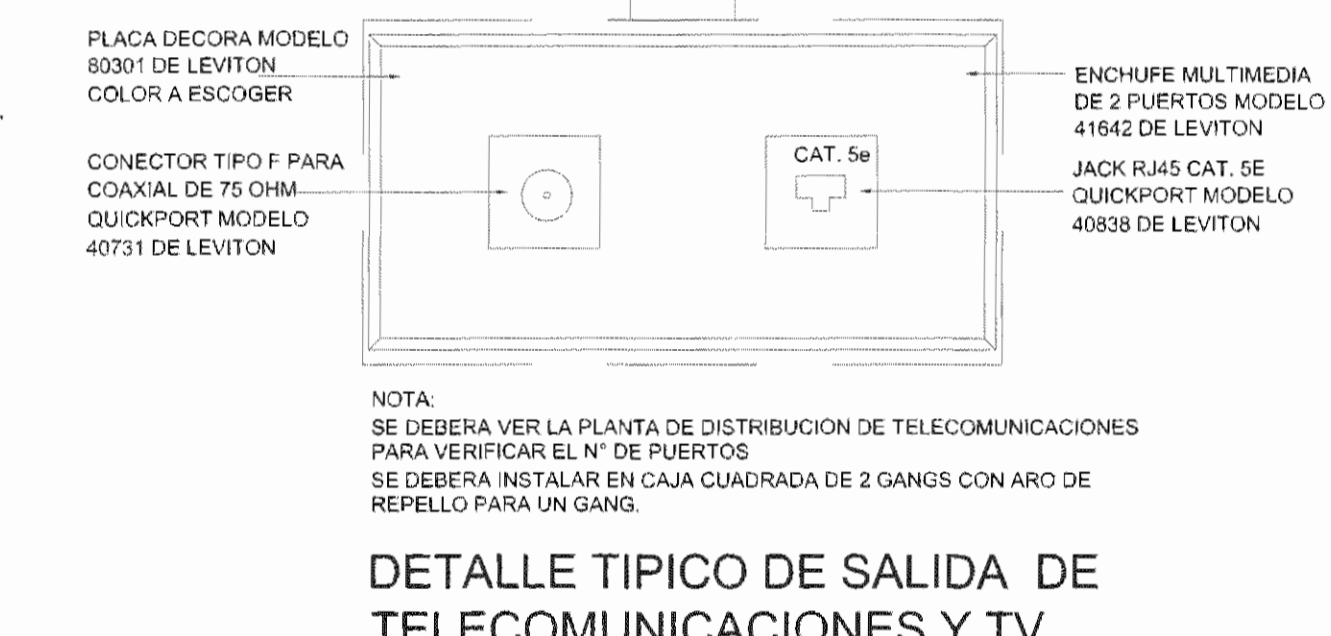 PLACA DECORA MODELO
80301 DE LEVITON
COLOR A ESCOGER
CONECTOR TIPO F PARA
COAXIAL DE 75 OHM
QUICKPORT MODELO
40731 DE LEVITON
CAT. 5e
ENCHUFE MULTIMEDIA
DE 2 PUERTOS MODELO
41642 DE LEVITON
JACK RJ45 CAT. 5E
QUICKPORT MODELO
40838 DE LEVITON
NOTA:
SE DEBERA VER LA PLANTA DE DISTRIBUCION DE TELECOMUNICACIONES
PARA VERIFICAR EL N° DE PUERTOS
SE DEBERA INSTALAR EN CAJA CUADRADA DE 2 GANGS CON ARO DE
REPELLO PARA UN GANG.
DETALLE TIPICO DE SALIDA DE
TELECOMUNICACIONES Y TV